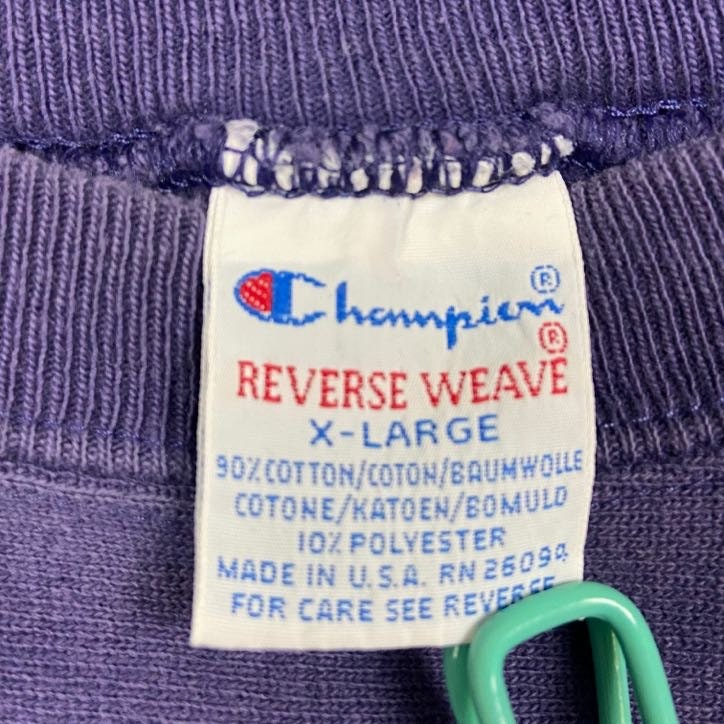 Champion®
REVERSE WEAVE®
X-LARGE
90% COTTON/COTON/BAUMWOLLE
COTONE/KATOEN/BOMULD
10% POLYESTER
MADE IN U.S.A. RN 26094
FOR CARE SEE REVERSE